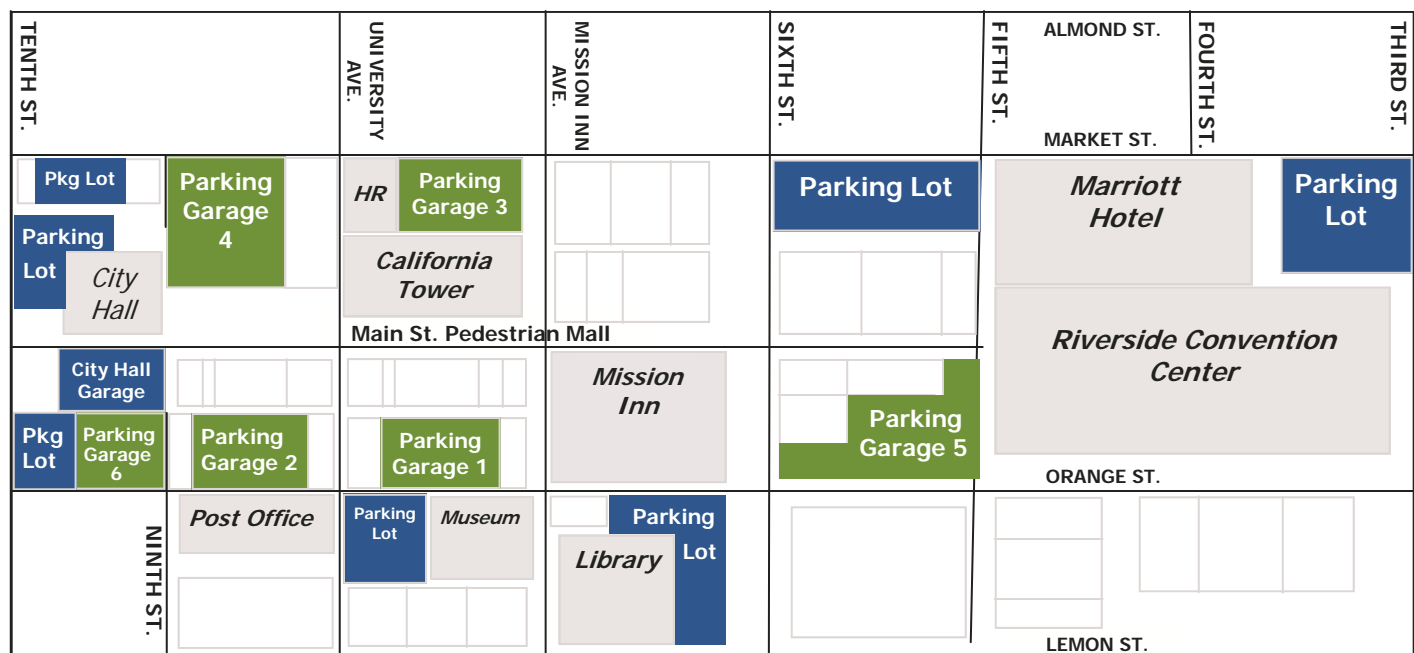 TENTH ST.
UNIVERSITY
AVE.
MISSION INN
AVE.
SIXTH ST.
FIFTH ST.
ALMOND ST.
FOURTH ST.
THIRD ST.
MARKET ST.
Pkg Lot
Parking
Garage
4
HR
Parking
Garage 3
Parking Lot
Marriott
Hotel
Parking
Lot
Parking
Lot
City
Hall
California
Tower
Main St. Pedestrian Mall
Riverside Convention
Center
City Hall
Garage
Mission
Inn
Pkg
Lot
Parking
Garage
6
Parking
Garage 2
Parking
Garage 1
Parking
Garage 5
ORANGE ST.
NINTH ST.
Post Office
Parking
Lot
Museum
Parking
Lot
Library
LEMON ST.